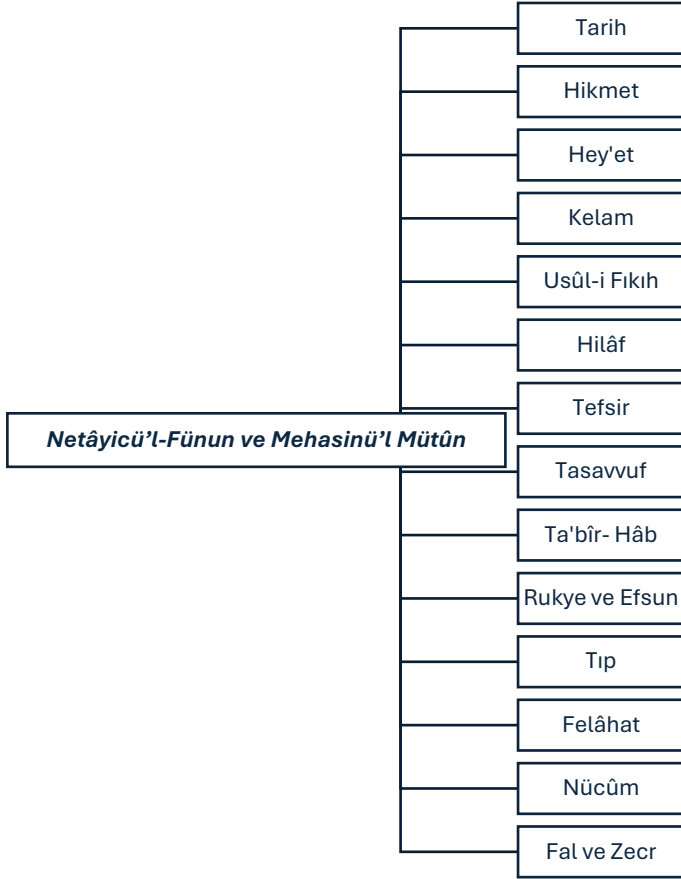 Tarih
Hikmet
Hey'et
Kelam
Usûl-i Fıkıh
Hilâf
Tefsir
Netâyicü’l-Fünun ve Mehasinü’l Mütûn
Tasavvuf
Ta'bîr- Hâb
Rukye ve Efsun
Tıp
Felâhat
Nücûm
Fal ve Zecr